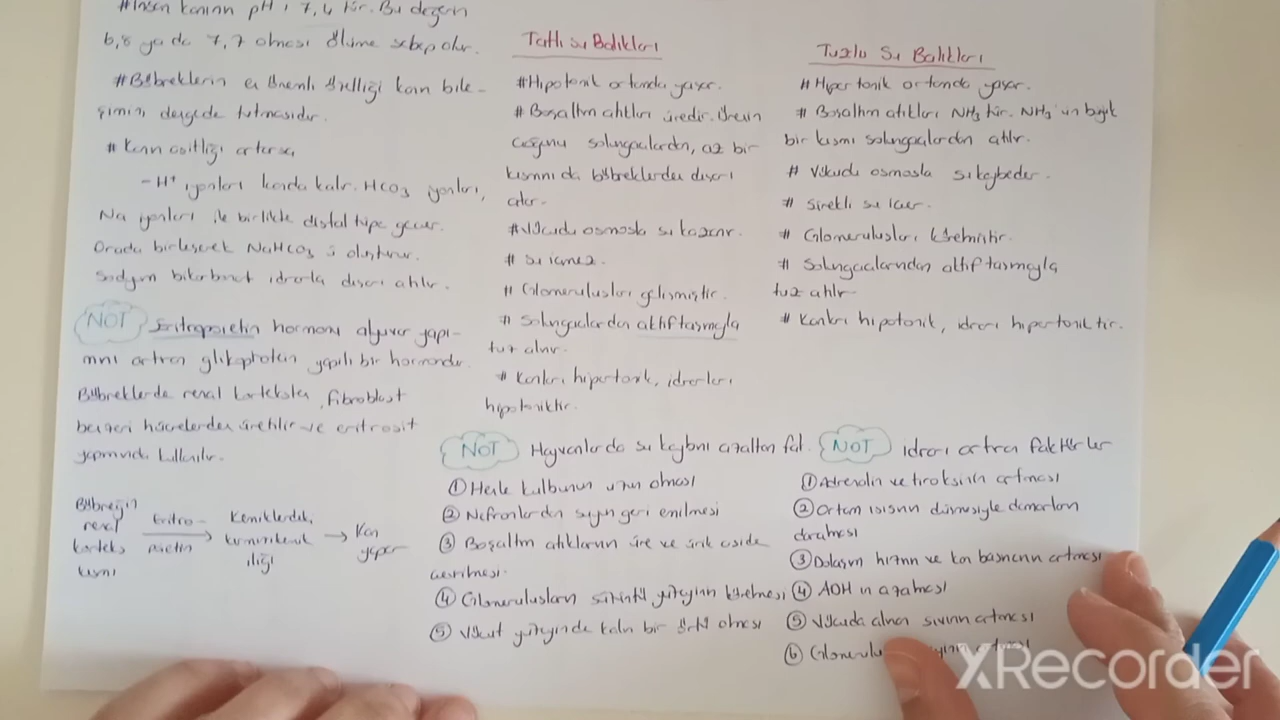 #İnsan kanının pH ı 7,4 tür. Bu değerin
6,8 ya da 7,7 olması ölüme sebep olur.
#Böbreklerin en önemli özelliği kan bile-
şimini dengede tutmasıdır.
#Kan asitliği artarsa,
-H⁺ iyonları kanda kalır. HCO3 iyonları,
Na iyonları ile birlikte distal tüpe geçer.
Orada birleşerek NaHCO3 ü oluşturur.
Sodyum bikarbonat idrarla dışarı atılır.
NOT Eritropoietin hormonu alyuvar yapı-
mını artıran glikoprotein yapılı bir hormondur.
Böbreklerde renal korteksten, fibroblast
benzeri hücrelerden üretilir ve eritrosit
yapımında kullanılır.
Böbreğin
renal
korteks
kısmı
Eritro-
poietin
Kemiklerdeki
kırmızı kemik
iliği
Kan
yapar
Tatlı su Balıkları
#Hipotonik ortamda yaşar.
#Boşaltım atıkları üredir. Ürenin
çoğunu solungaçlardan, az bir
kısmını da böbreklerden dışarı
atar.
#Vücudu osmosla su kazanır.
# su içmez.
#Glomerulusları gelişmiştir.
#Solungaçlardan aktif taşımayla
tuz alınır.
#Kanları hipertonik, idrarları
hipotoniktir.
Tuzlu Su Balıkları
#Hipertonik ortamda yaşar.
#Boşaltım atıkları NH3 tür. NH3 ün büyük
bir kısmı solungaçlardan atılır.
# Vücudu osmosla su kaybeder.
# Sürekli su içer.
#Glomerulusları körelmiştir.
# Solungaçlarından aktif taşımayla
tuz atılır
#Kanları hipotonik, idrarı hipertoniktir.
NOT Hayvanlarda su kaybını azaltan fak.
① Henle kulbunun uzun olması
② Nefronlardan suyun geri emilmesi
③ Boşaltım atıklarının üre ve ürik aside
çevrilmesi.
④ Glomerulusların süzüntü yüzeyinin körelmesi
⑤ Vücut yüzeyinde kalın bir örtü olması
NOT idrarı artıran faktörler
① Adrenalin ve tiroksinin artması
② Ortam ısısının düşmesiyle damarların
daralması
③ Dolaşım hızının ve kan basıncının artması
④ ADH ın azalması
⑤ Vücuda alınan sıvının artması
⑥
XRecorder